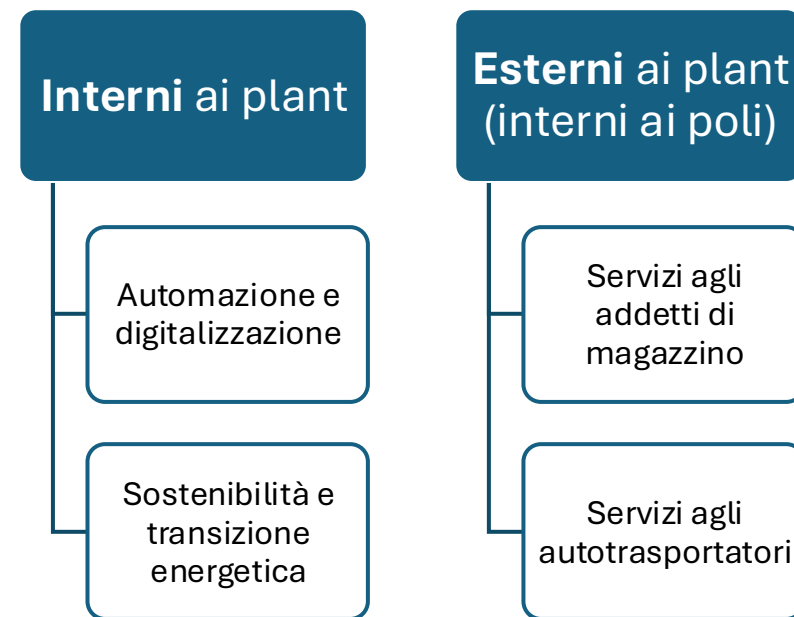 Interni ai plant
Automazione e
digitalizzazione
Sostenibilità e
transizione
energetica
Esterni ai plant
(interni ai poli)
Servizi agli
addetti di
magazzino
Servizi agli
autotrasportatori